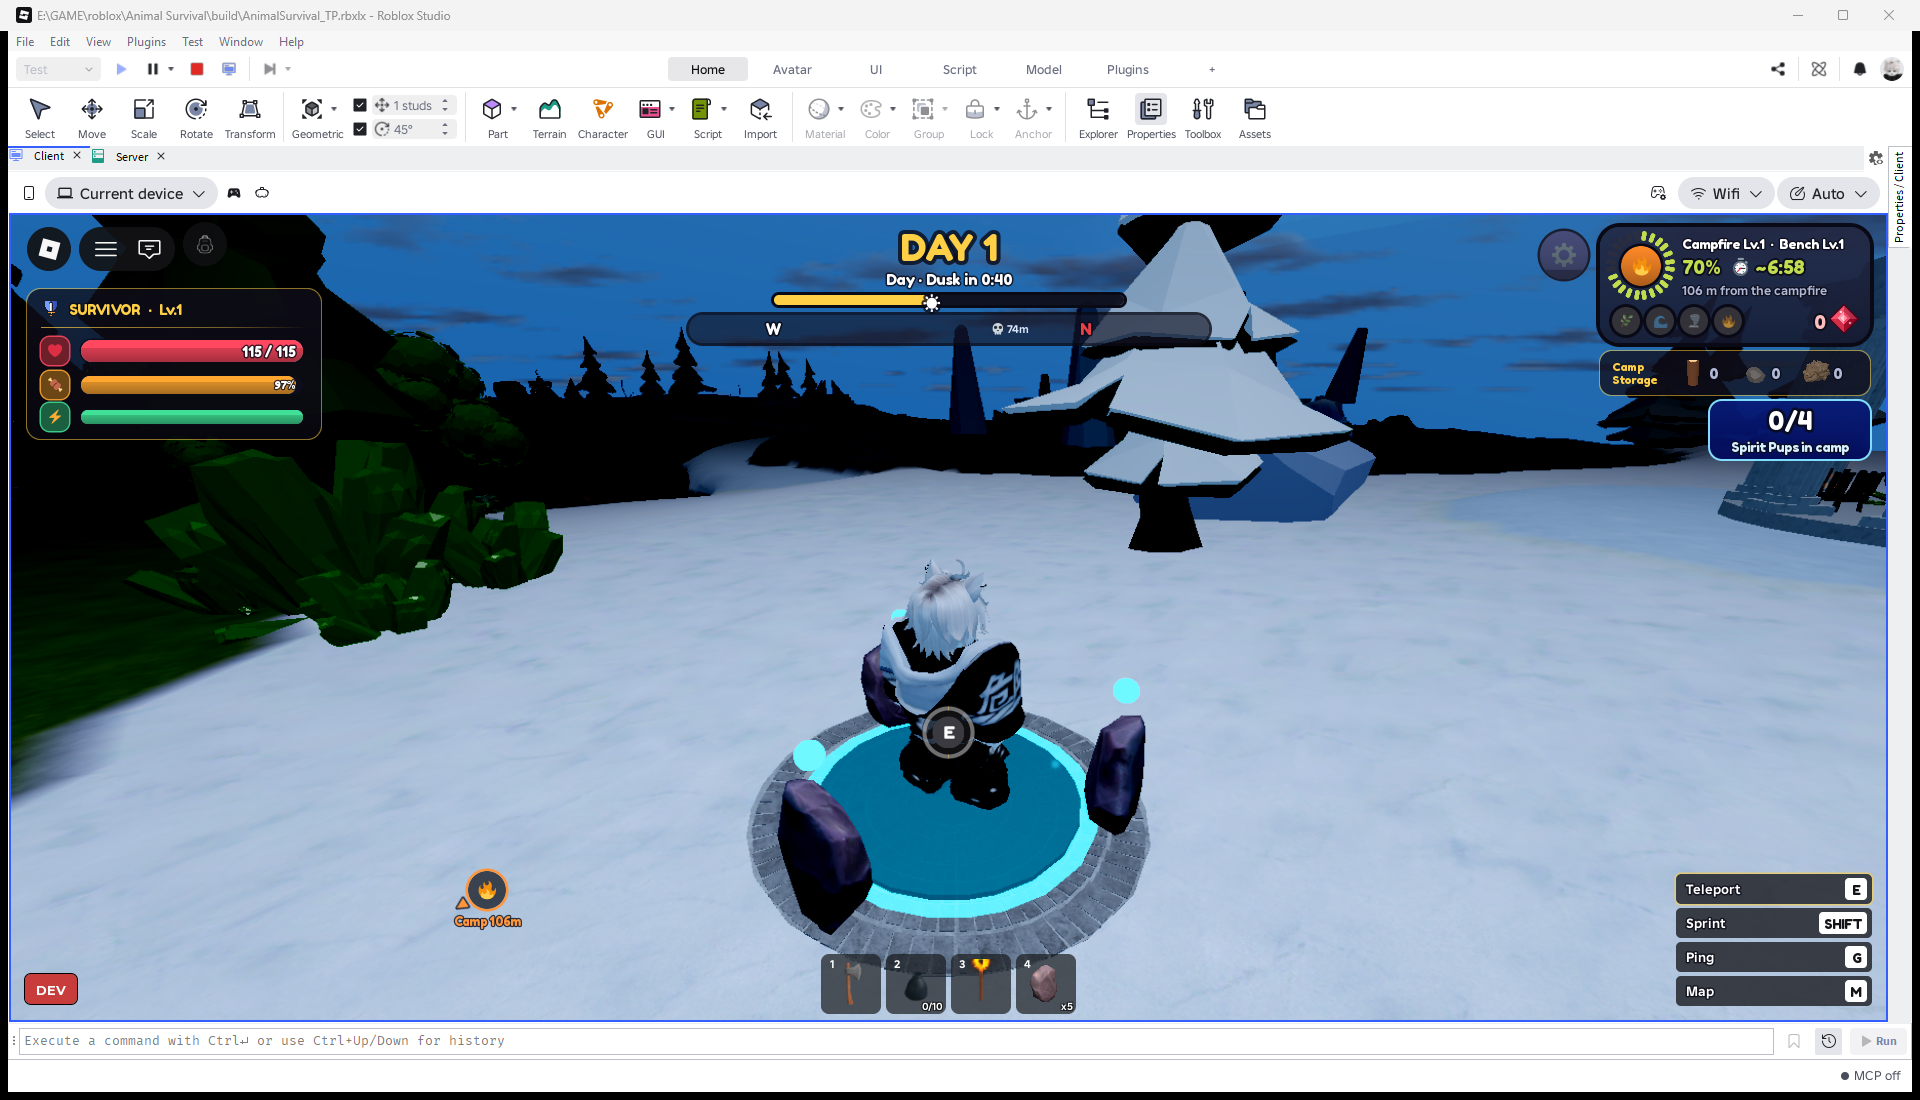 E:\GAME\roblox\Animal Survival\build\AnimalSurvival_TP.rbxlx - Roblox Studio
File Edit View Plugins Test Window Help
Test
Home Avatar UI Script Model Plugins +
1 studs
45°
Select Move Scale Rotate Transform Geometric Part Terrain Character GUI Script Import Material Color Group Lock Anchor Explorer Properties Toolbox Assets
Client Server
Properties / Client
Current device
Wifi Auto
DAY 1
Day · Dusk in 0:40
W 74m N
SURVIVOR · Lv.1
115 / 115
97%
Campfire Lv.1 · Bench Lv.1
70% ~6:58
106 m from the campfire
0
Camp Storage 0 0 0
0/4
Spirit Pups in camp
危
E
Camp 106m
Teleport E
Sprint SHIFT
Ping G
Map M
1 2 3 4
0/10 x5
DEV
Execute a command with Ctrl↵ or use Ctrl+Up/Down for history
Run
MCP off